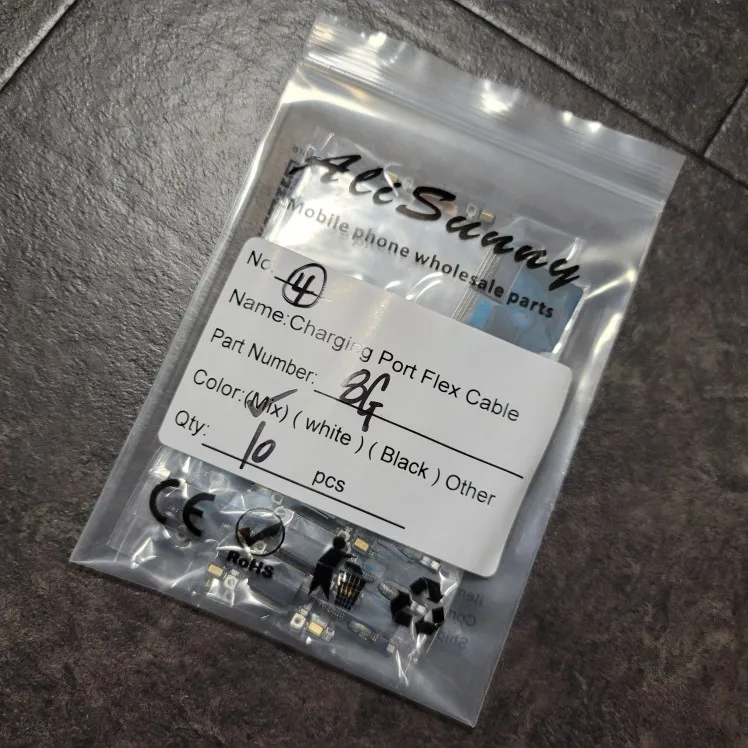 AliSunny
Mobile phone wholesale parts
No. 4
Name:Charging Port Flex Cable
Part Number: 8G
Color:(Mix) ( white ) ( Black ) Other
Qty: 10 pcs
CE
RoHS